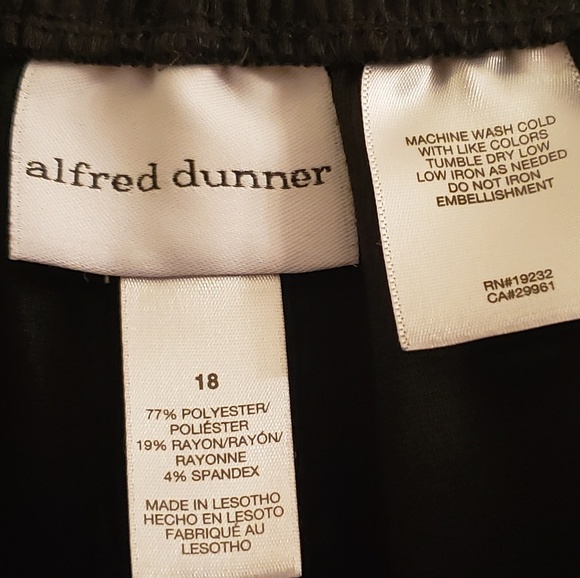 alfred dunner
18
77% POLYESTER/
POLIÉSTER
19% RAYON/RAYÓN/
RAYONNE
4% SPANDEX
MADE IN LESOTHO
HECHO EN LESOTO
FABRIQUÉ AU
LESOTHO
MACHINE WASH COLD
WITH LIKE COLORS
TUMBLE DRY LOW
LOW IRON AS NEEDED
DO NOT IRON
EMBELLISHMENT
RN#19232
CA#29961